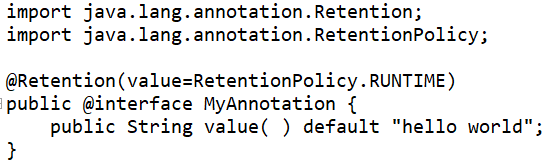 import java.lang.annotation.Retention;
import java.lang.annotation.RetentionPolicy;

@Retention(value=RetentionPolicy.RUNTIME)
public @interface MyAnnotation {
    public String value( ) default "hello world";
}